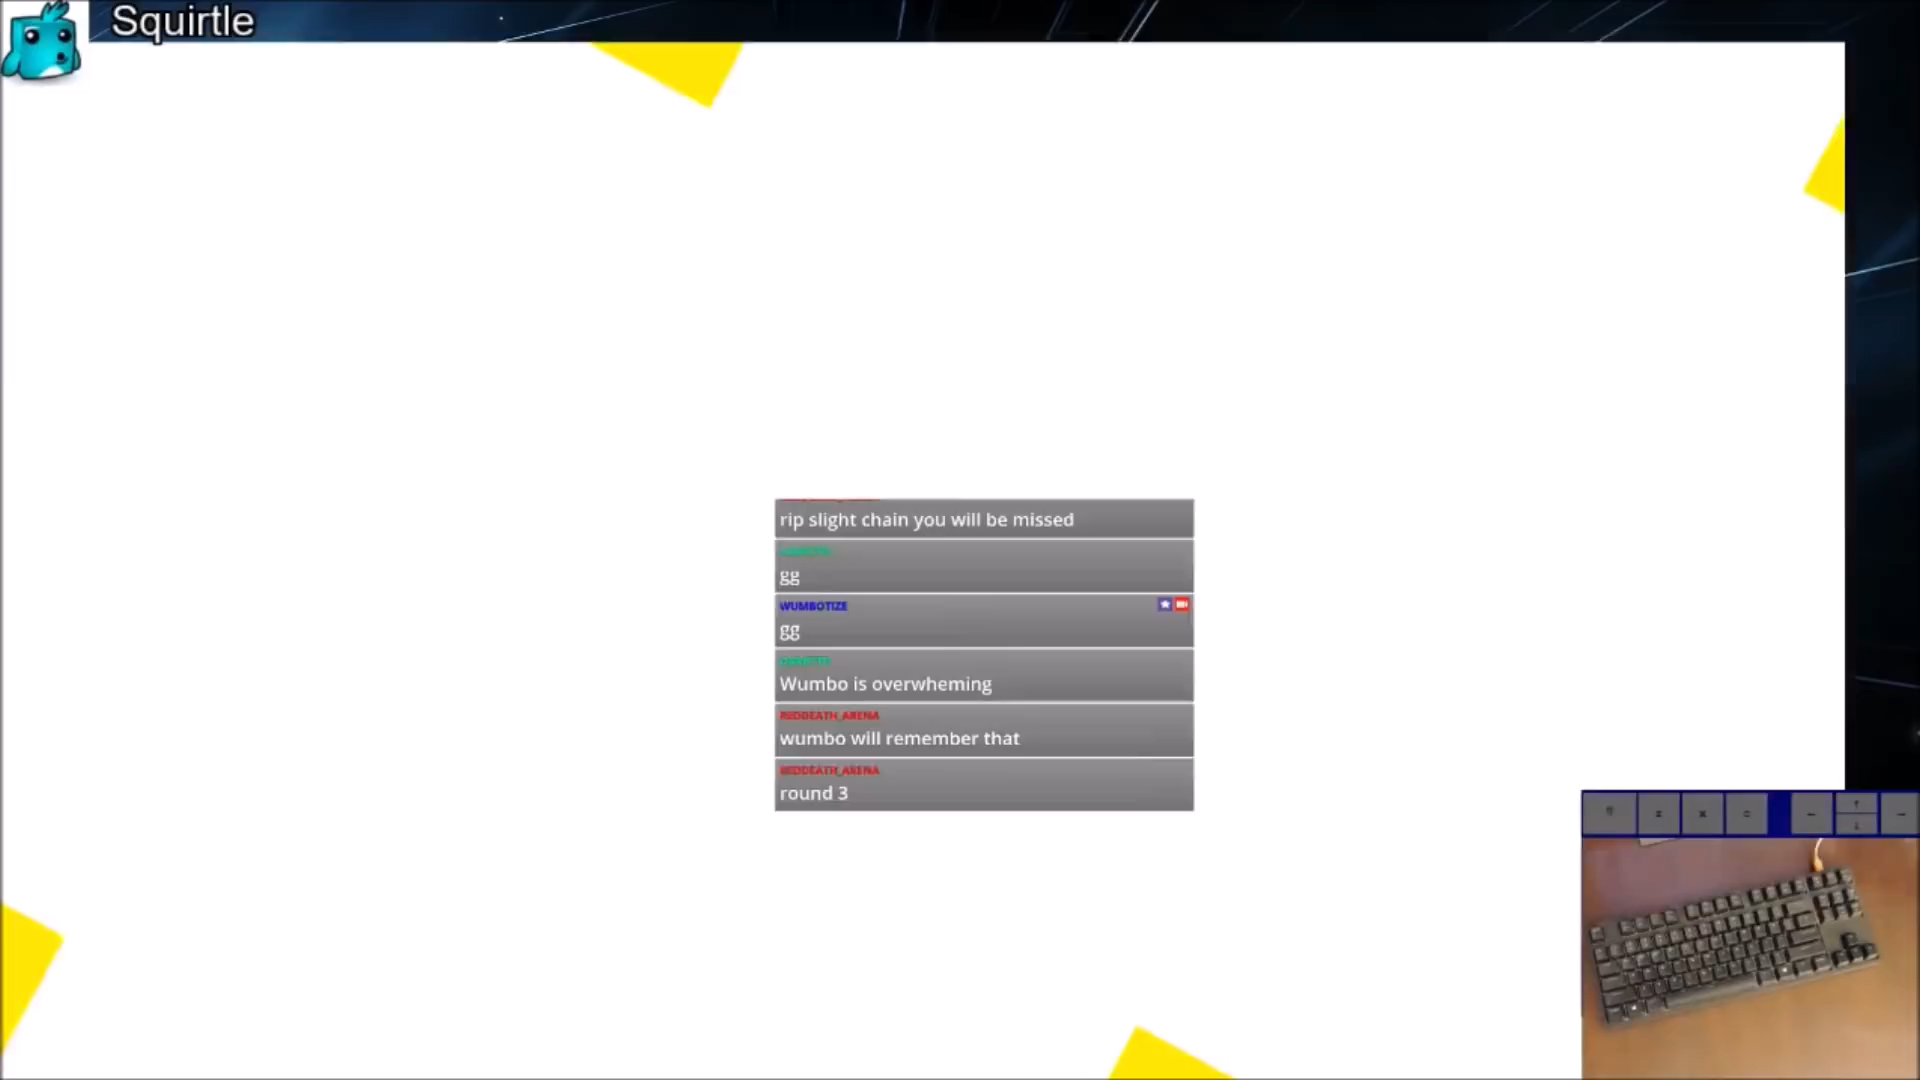 Squirtle
rip slight chain you will be missed
gg
WUMBOTIZE
gg
Wumbo is overwheming
REDDEATH_ARENA
wumbo will remember that
REDDEATH_ARENA
round 3